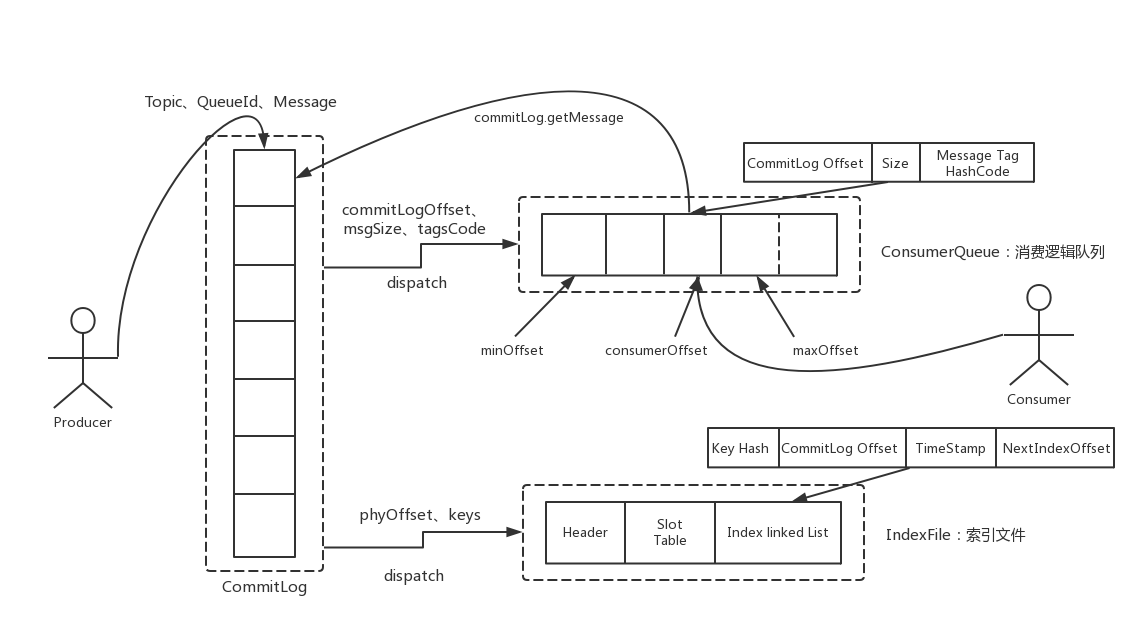 Topic、QueueId、Message
commitLog.getMessage
CommitLog Offset
Size
Message Tag
HashCode
commitLogOffset、
msgSize、tagsCode
dispatch
ConsumerQueue：消费逻辑队列
minOffset
consumerOffset
maxOffset
Producer
Consumer
Key Hash
CommitLog Offset
TimeStamp
NextIndexOffset
phyOffset、keys
dispatch
Header
Slot
Table
Index linked List
IndexFile：索引文件
CommitLog